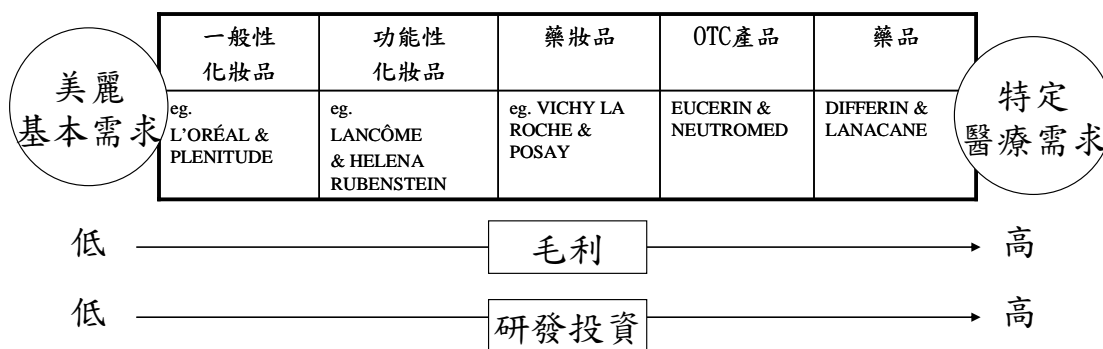 美麗
基本需求
一般性
化妝品
功能性
化妝品
藥妝品
OTC產品
藥品
eg.
L'ORÉAL &
PLENITUDE
eg.
LANCÔME
& HELENA
RUBENSTEIN
eg. VICHY LA
ROCHE &
POSAY
EUCERIN &
NEUTROMED
DIFFERIN &
LANACANE
特定
醫療需求
低
毛利
高
低
研發投資
高